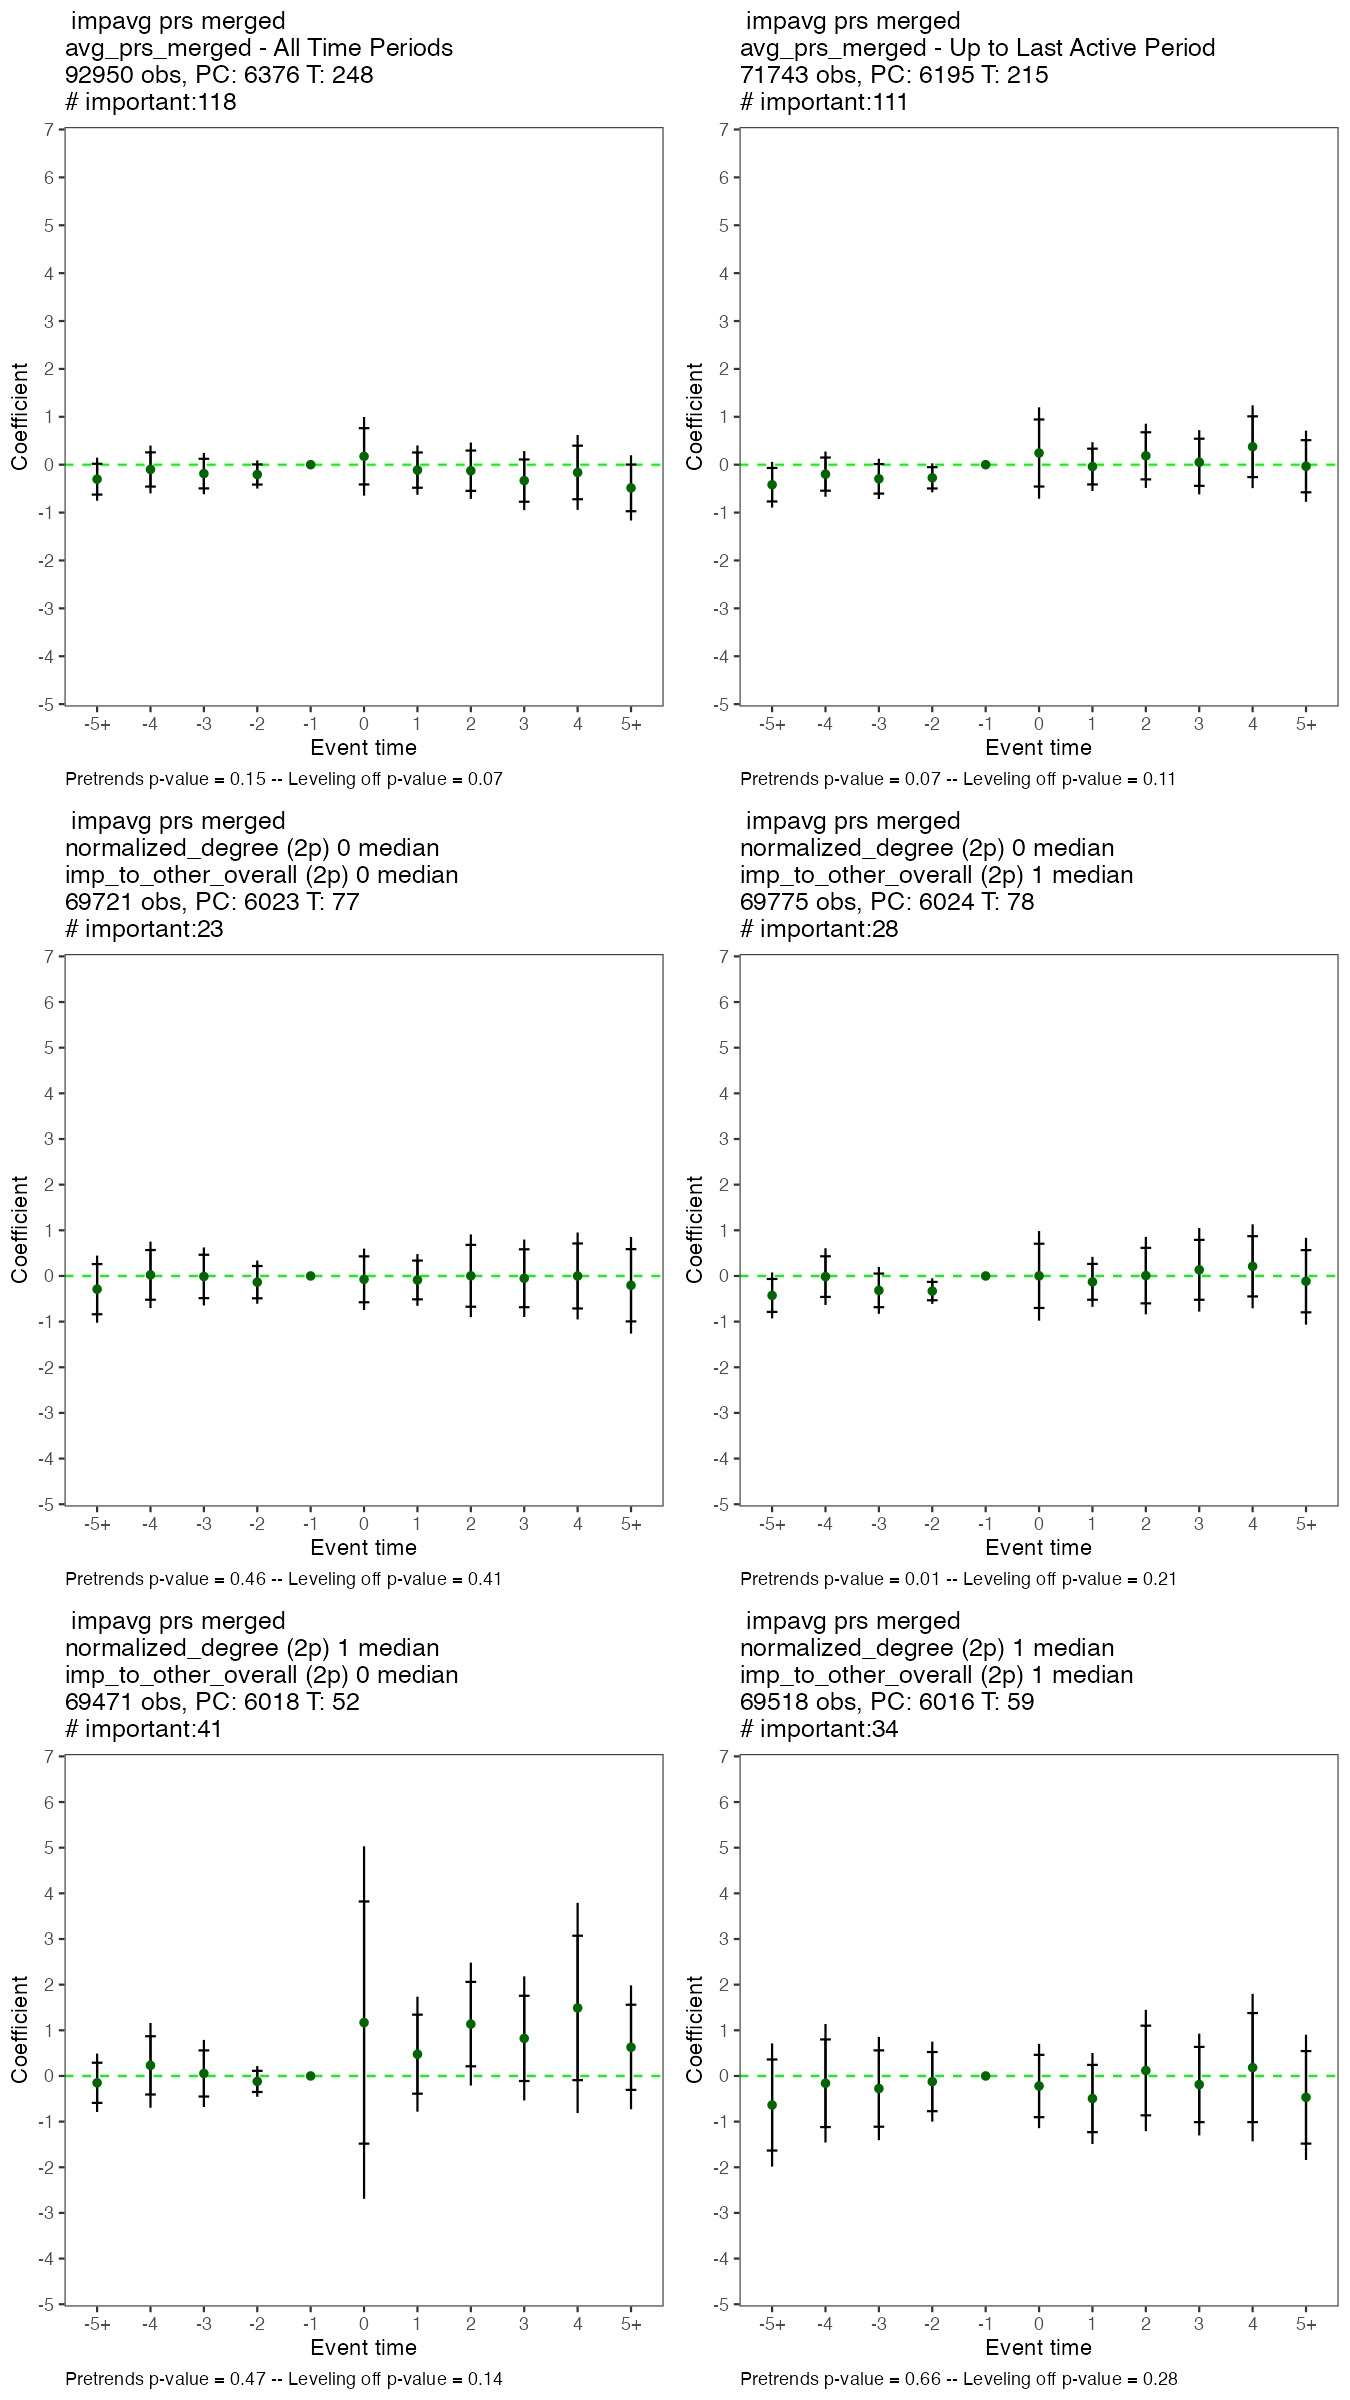 impavg prs merged
avg_prs_merged - All Time Periods
92950 obs, PC: 6376 T: 248
# important:118
7
6
5
4
3
2
1
0
-1
-2
-3
-4
-5
Coefficient
-5+ -4 -3 -2 -1 0 1 2 3 4 5+
Event time
Pretrends p-value = 0.15 -- Leveling off p-value = 0.07
impavg prs merged
avg_prs_merged - Up to Last Active Period
71743 obs, PC: 6195 T: 215
# important:111
7
6
5
4
3
2
1
0
-1
-2
-3
-4
-5
Coefficient
-5+ -4 -3 -2 -1 0 1 2 3 4 5+
Event time
Pretrends p-value = 0.07 -- Leveling off p-value = 0.11
impavg prs merged
normalized_degree (2p) 0 median
imp_to_other_overall (2p) 0 median
69721 obs, PC: 6023 T: 77
# important:23
7
6
5
4
3
2
1
0
-1
-2
-3
-4
-5
Coefficient
-5+ -4 -3 -2 -1 0 1 2 3 4 5+
Event time
Pretrends p-value = 0.46 -- Leveling off p-value = 0.41
impavg prs merged
normalized_degree (2p) 0 median
imp_to_other_overall (2p) 1 median
69775 obs, PC: 6024 T: 78
# important:28
7
6
5
4
3
2
1
0
-1
-2
-3
-4
-5
Coefficient
-5+ -4 -3 -2 -1 0 1 2 3 4 5+
Event time
Pretrends p-value = 0.01 -- Leveling off p-value = 0.21
impavg prs merged
normalized_degree (2p) 1 median
imp_to_other_overall (2p) 0 median
69471 obs, PC: 6018 T: 52
# important:41
7
6
5
4
3
2
1
0
-1
-2
-3
-4
-5
Coefficient
-5+ -4 -3 -2 -1 0 1 2 3 4 5+
Event time
Pretrends p-value = 0.47 -- Leveling off p-value = 0.14
impavg prs merged
normalized_degree (2p) 1 median
imp_to_other_overall (2p) 1 median
69518 obs, PC: 6016 T: 59
# important:34
7
6
5
4
3
2
1
0
-1
-2
-3
-4
-5
Coefficient
-5+ -4 -3 -2 -1 0 1 2 3 4 5+
Event time
Pretrends p-value = 0.66 -- Leveling off p-value = 0.28